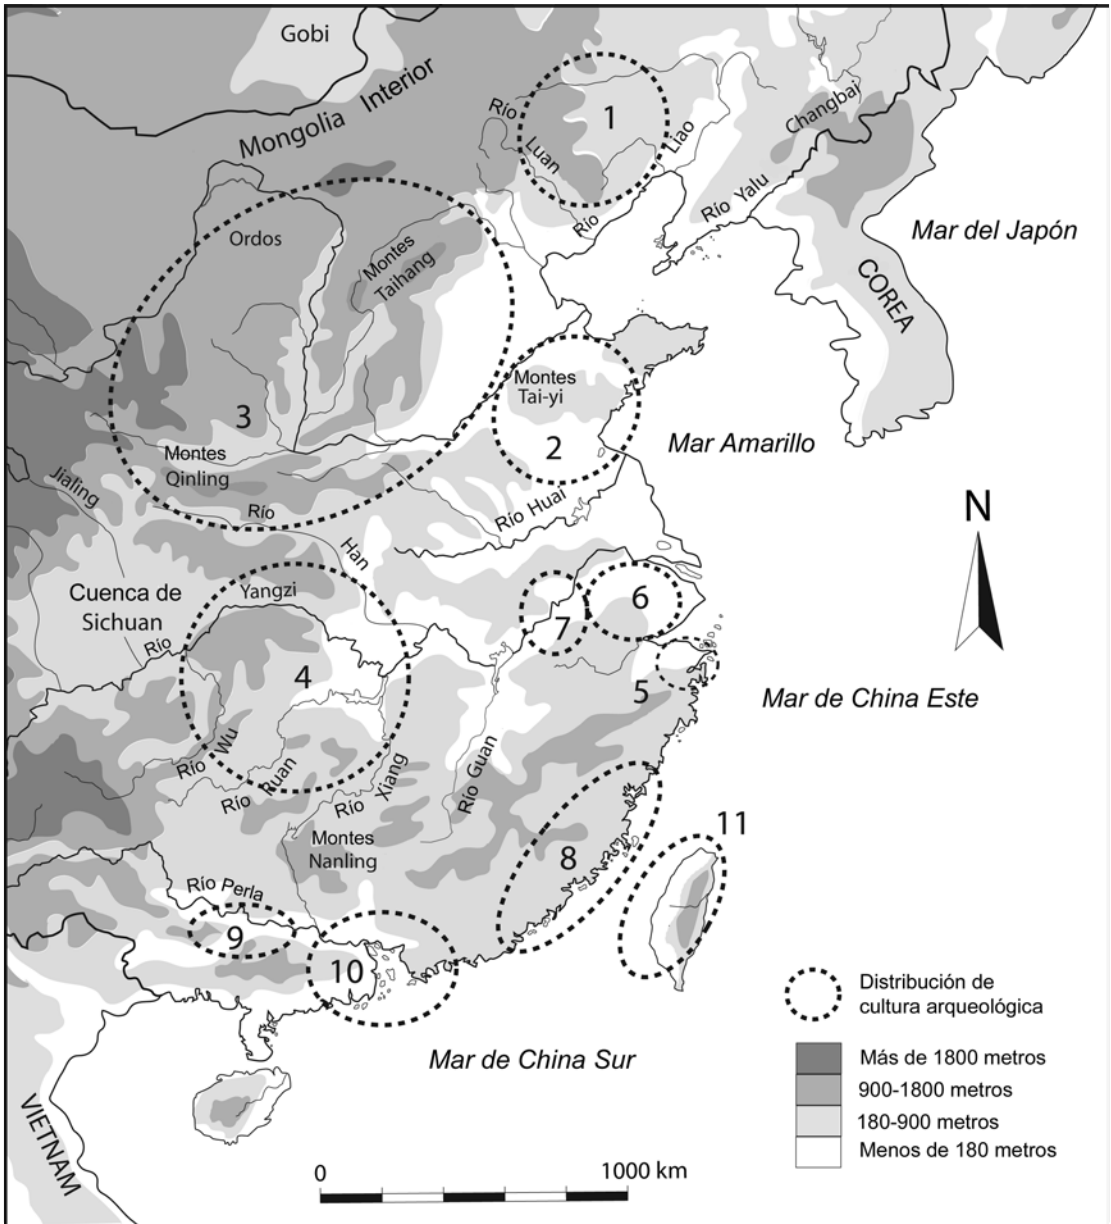 Gobi
Mongolia Interior
Río
Luan
1
Liao
Changbai
Río
Río Yalu
Mar del Japón
Ordos
Montes
Taihang
COREA
Montes
Tai-yi
3
2
Mar Amarillo
Montes
Qinling
Jialing
Río
Han
Río Huai
N
Cuenca de
Sichuan
Yangzi
Río
6
7
4
5
Mar de China Este
Río Wu
Río Ruan
Río Xiang
Río Guan
Montes
Nanling
8
11
Río Perla
9
10
Distribución de
cultura arqueológica
Mar de China Sur
Más de 1800 metros
900-1800 metros
180-900 metros
Menos de 180 metros
VIETNAM
0
1000 km